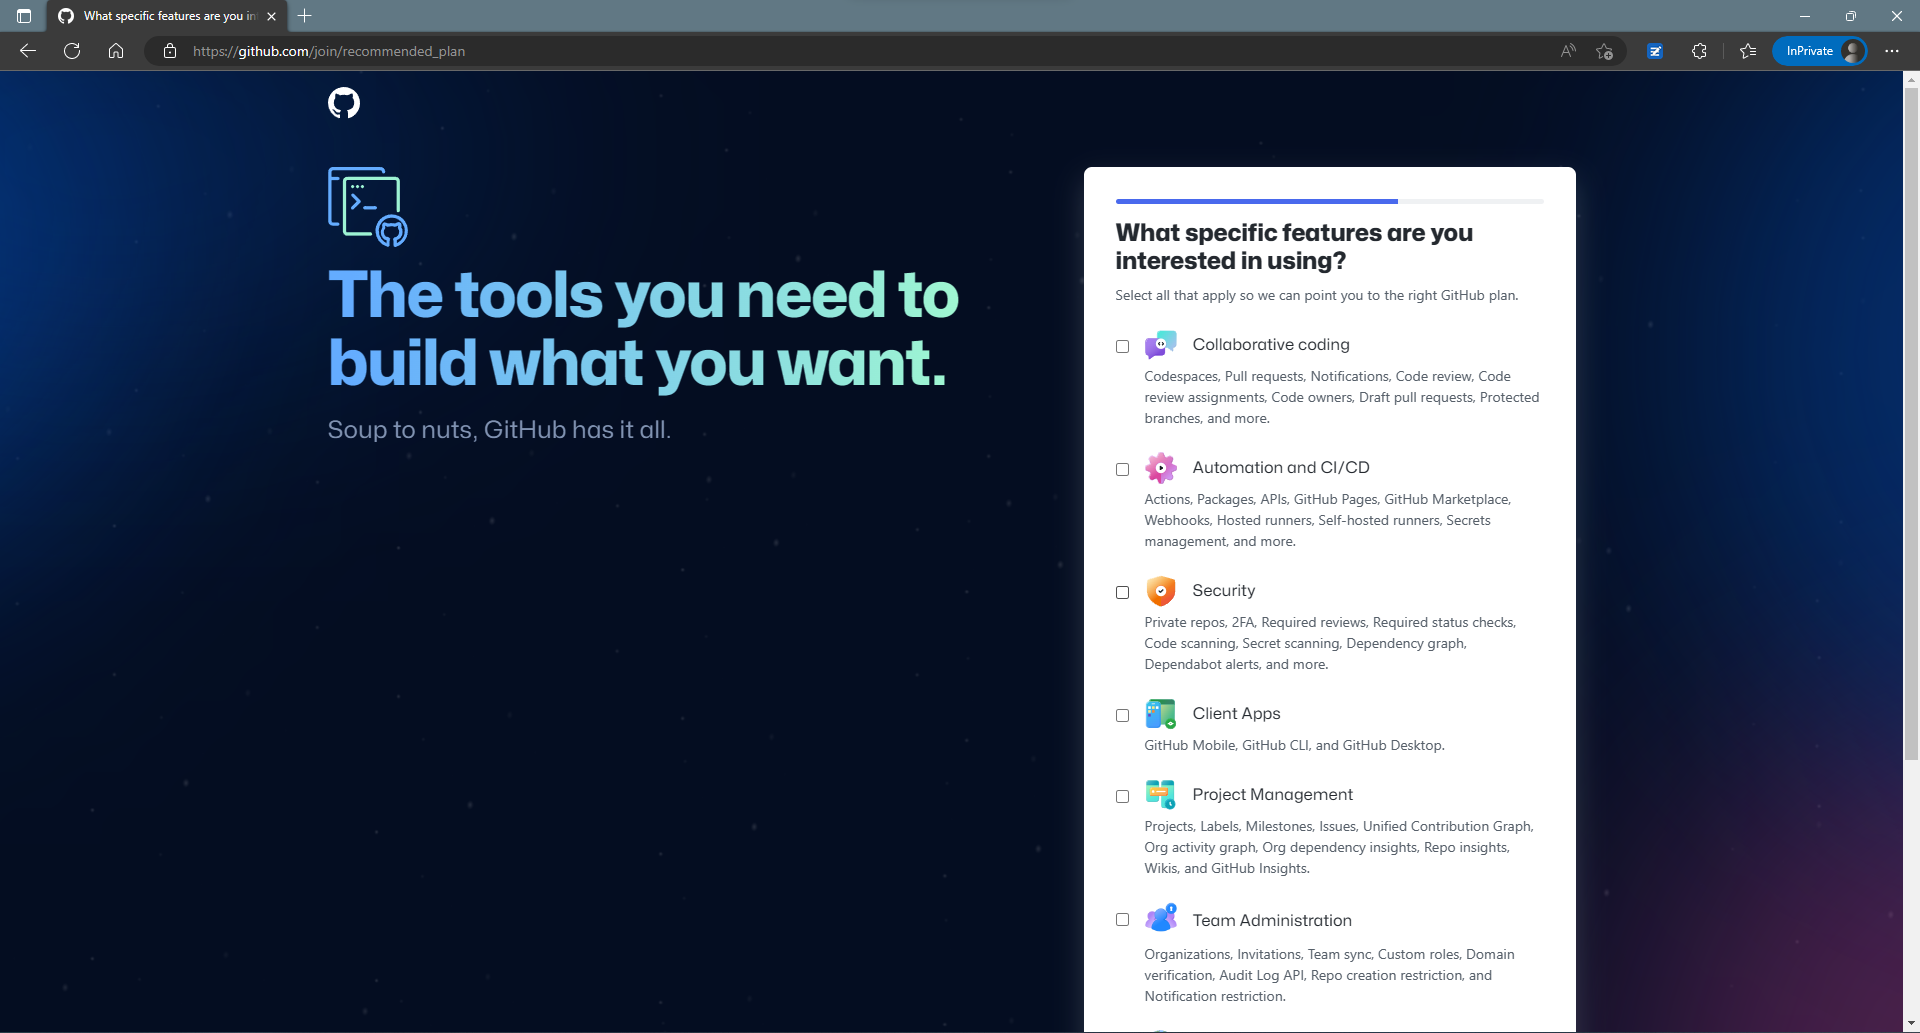 What specific features are you in
https://github.com/join/recommended_plan
InPrivate
The tools you need to
build what you want.
Soup to nuts, GitHub has it all.
What specific features are you
interested in using?
Select all that apply so we can point you to the right GitHub plan.
Collaborative coding
Codespaces, Pull requests, Notifications, Code review, Code
review assignments, Code owners, Draft pull requests, Protected
branches, and more.
Automation and CI/CD
Actions, Packages, APIs, GitHub Pages, GitHub Marketplace,
Webhooks, Hosted runners, Self-hosted runners, Secrets
management, and more.
Security
Private repos, 2FA, Required reviews, Required status checks,
Code scanning, Secret scanning, Dependency graph,
Dependabot alerts, and more.
Client Apps
GitHub Mobile, GitHub CLI, and GitHub Desktop.
Project Management
Projects, Labels, Milestones, Issues, Unified Contribution Graph,
Org activity graph, Org dependency insights, Repo insights,
Wikis, and GitHub Insights.
Team Administration
Organizations, Invitations, Team sync, Custom roles, Domain
verification, Audit Log API, Repo creation restriction, and
Notification restriction.